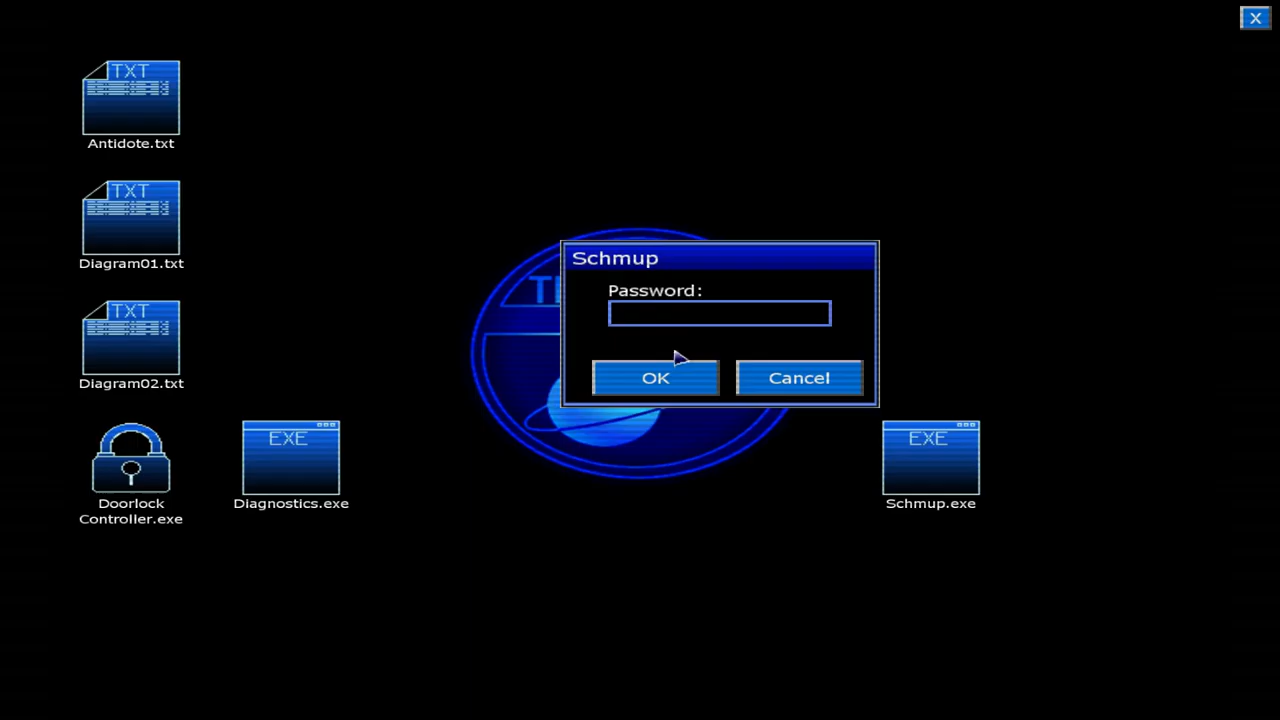 X
TXT
Antidote.txt
TXT
Diagram01.txt
TXT
Diagram02.txt
Schmup
Password:
OK Cancel
EXE
EXE
Doorlock
Controller.exe
Diagnostics.exe
Schmup.exe